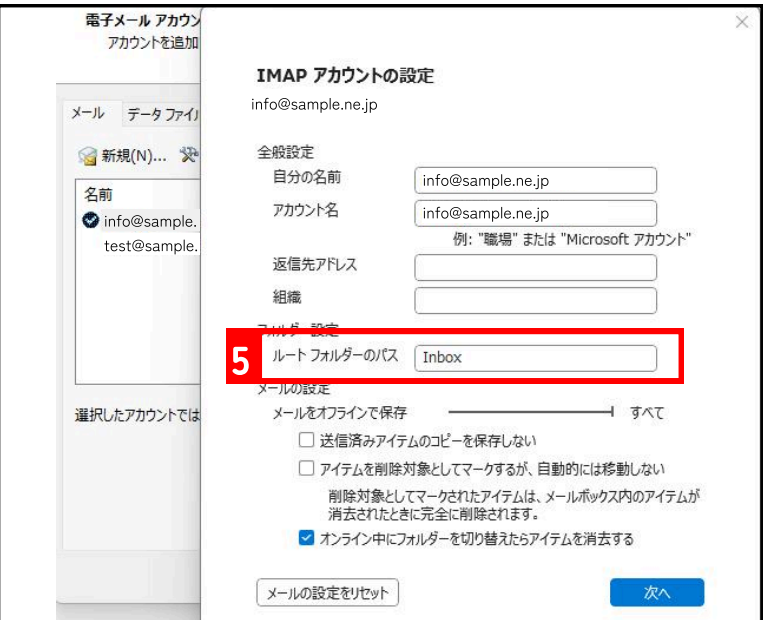 電子メール アカウン
アカウントを追加
メール データ ファイル
新規(N)...
名前
info@sample.
test@sample.
選択したアカウントでは
IMAP アカウントの設定
info@sample.ne.jp
全般設定
自分の名前 info@sample.ne.jp
アカウント名 info@sample.ne.jp
例: "職場" または "Microsoft アカウント"
返信先アドレス
組織
フォルダー設定
5 ルート フォルダーのパス Inbox
メールの設定
メールをオフラインで保存 すべて
送信済みアイテムのコピーを保存しない
アイテムを削除対象としてマークするが、自動的には移動しない
削除対象としてマークされたアイテムは、メールボックス内のアイテムが
消去されたときに完全に削除されます。
オンライン中にフォルダーを切り替えたらアイテムを消去する
メールの設定をリセット 次へ